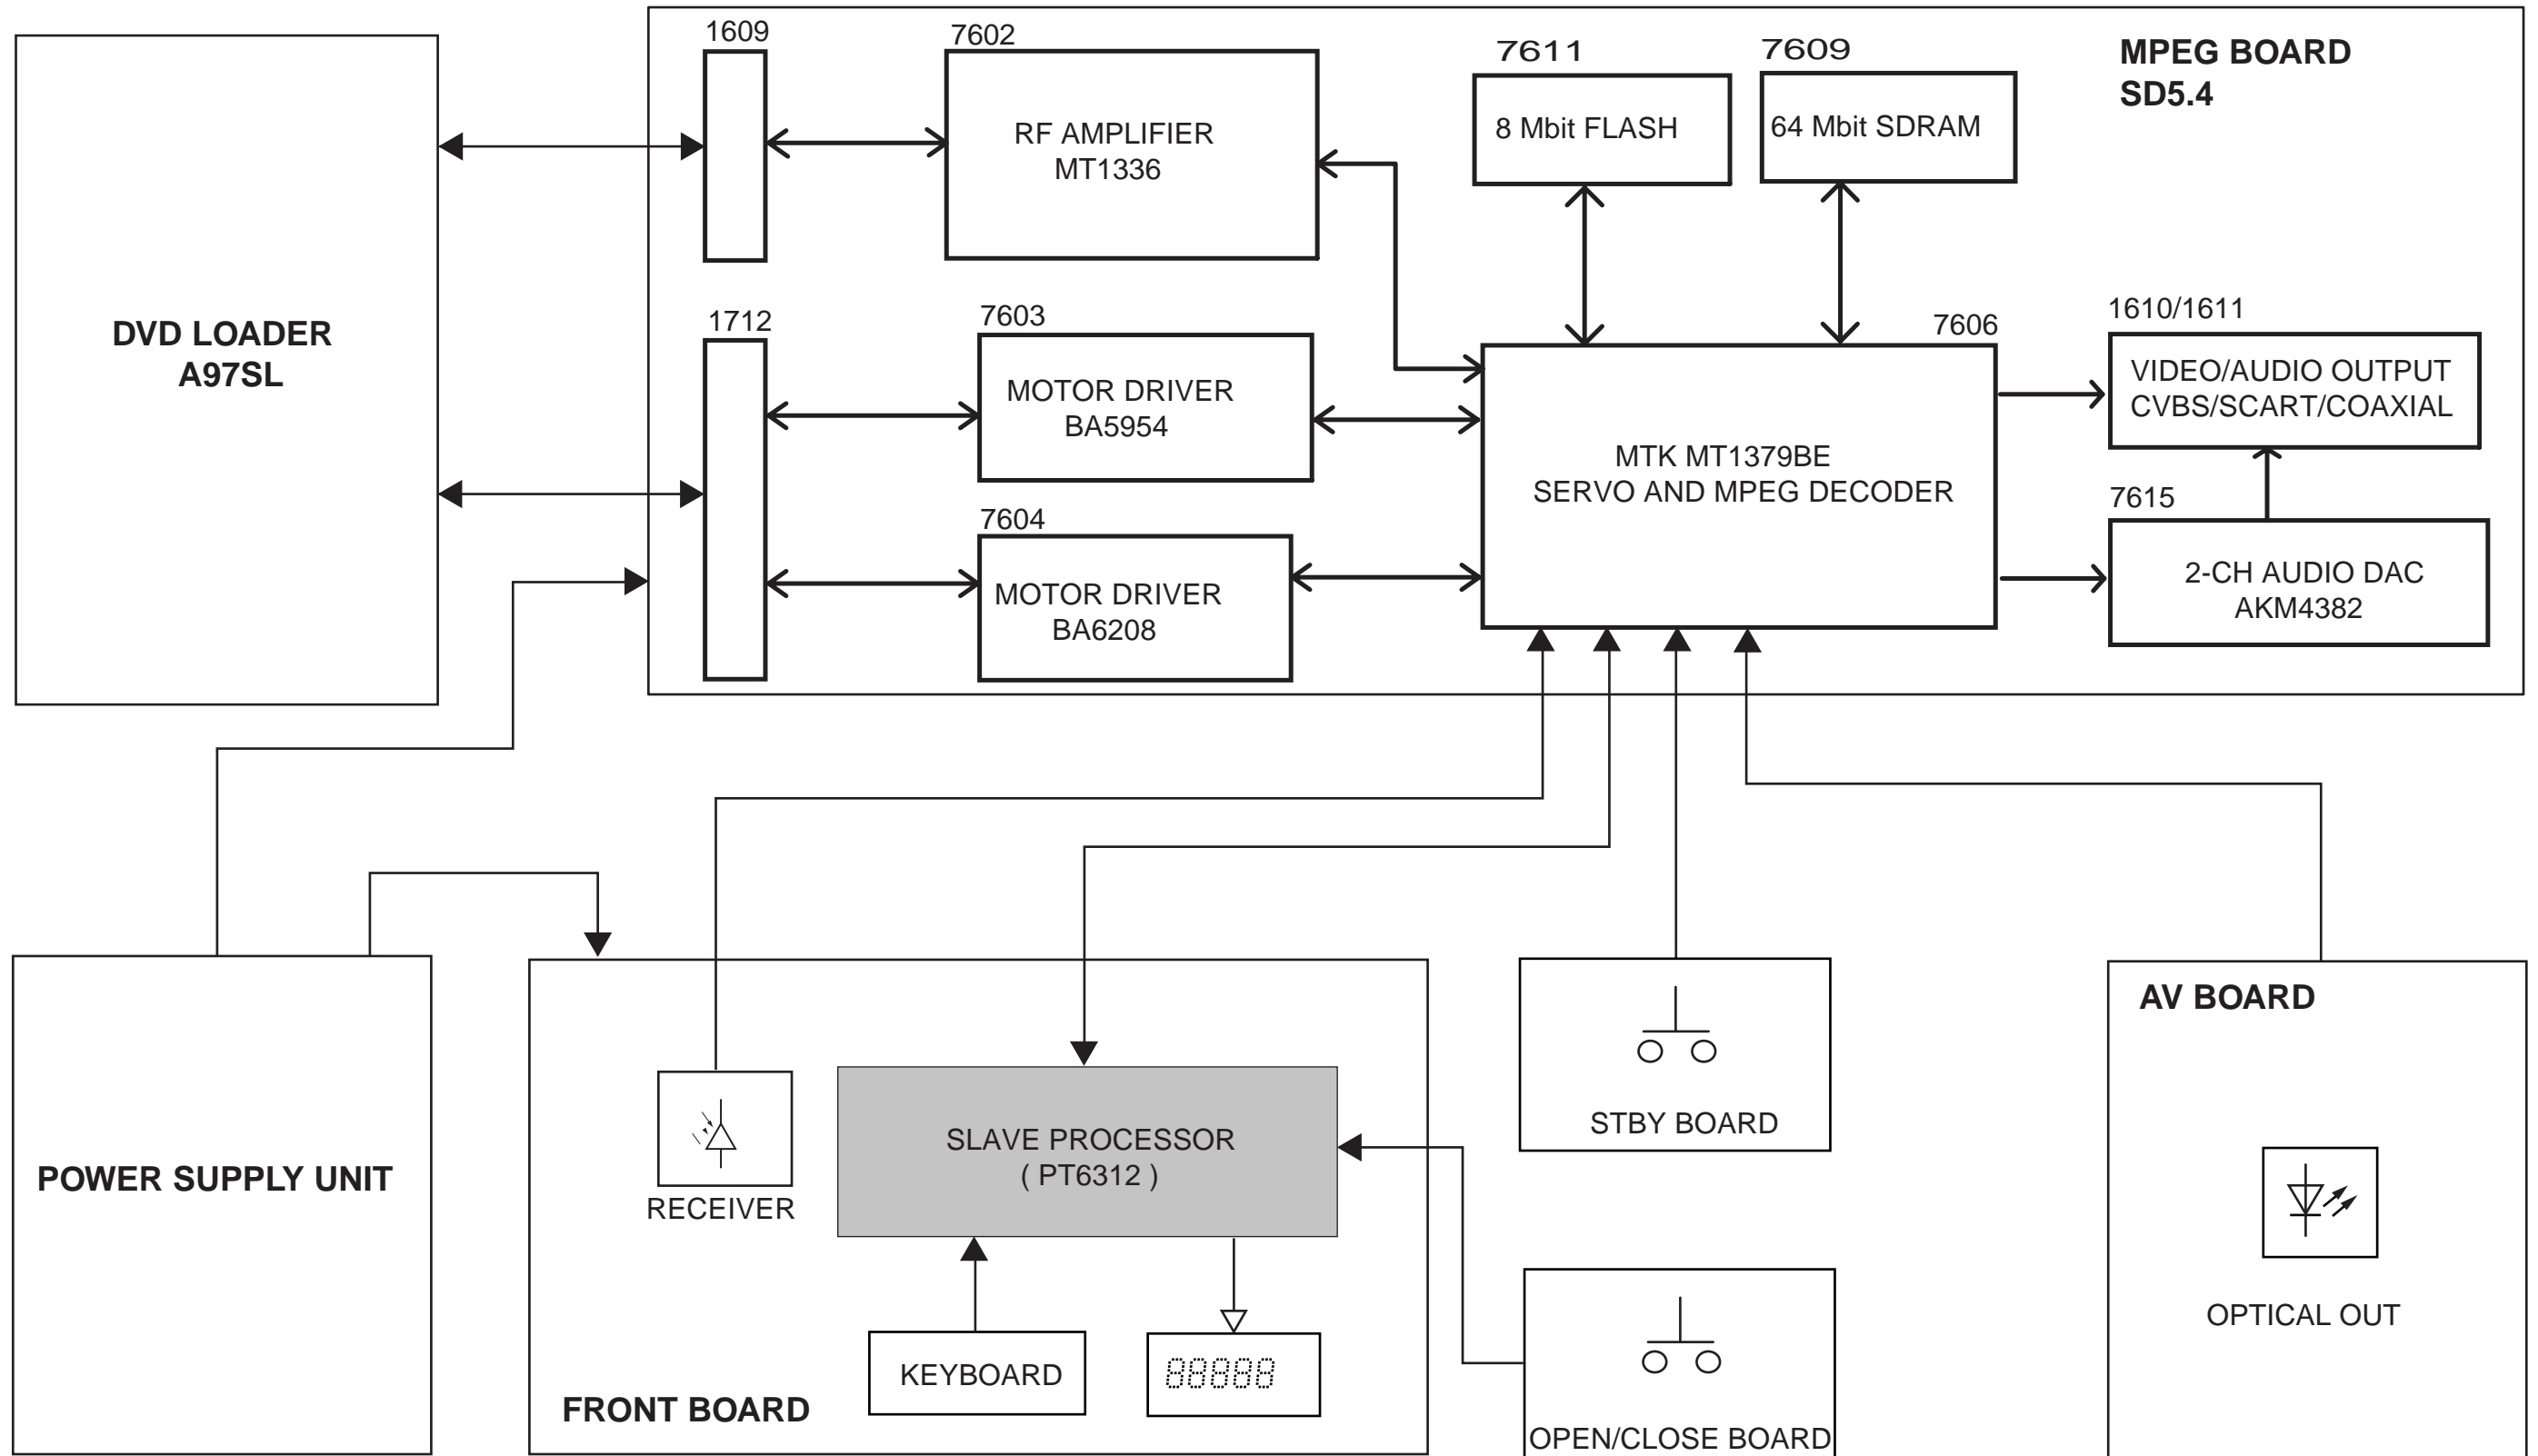 1609
7602
7611
7609
MPEG BOARD
SD5.4
RF AMPLIFIER
MT1336
8 Mbit FLASH
64 Mbit SDRAM
DVD LOADER
A97SL
1712
7603
7606
1610/1611
MOTOR DRIVER
BA5954
VIDEO/AUDIO OUTPUT
CVBS/SCART/COAXIAL
MTK MT1379BE
SERVO AND MPEG DECODER
7604
7615
MOTOR DRIVER
BA6208
2-CH AUDIO DAC
AKM4382
AV BOARD
STBY BOARD
SLAVE PROCESSOR
( PT6312 )
POWER SUPPLY UNIT
RECEIVER
OPTICAL OUT
KEYBOARD
88888
FRONT BOARD
OPEN/CLOSE BOARD